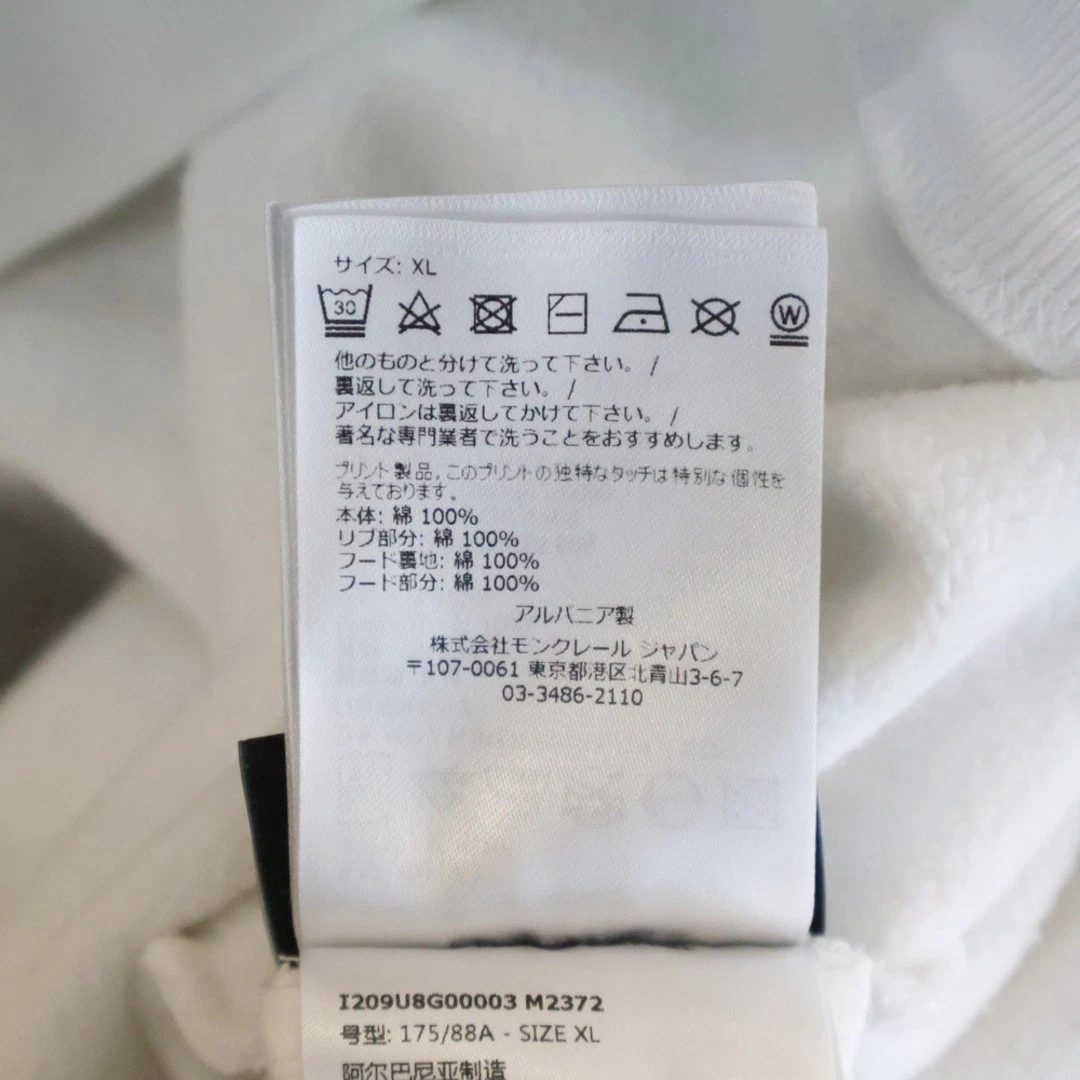 サイズ: XL
30
W
他のものと分けて洗って下さい。 /
裏返して洗って下さい。 /
アイロンは裏返してかけて下さい。 /
著名な専門業者で洗うことをおすすめします。
プリント製品。このプリントの独特なタッチは特別な個性を
与えております。
本体: 綿 100%
リブ部分: 綿 100%
フード裏地: 綿 100%
フード部分: 綿 100%
アルバニア製
株式会社モンクレール ジャパン
〒107-0061 東京都港区北青山3-6-7
03-3486-2110
I209U8G00003 M2372
号型: 175/88A - SIZE XL
阿尔巴尼亚制造